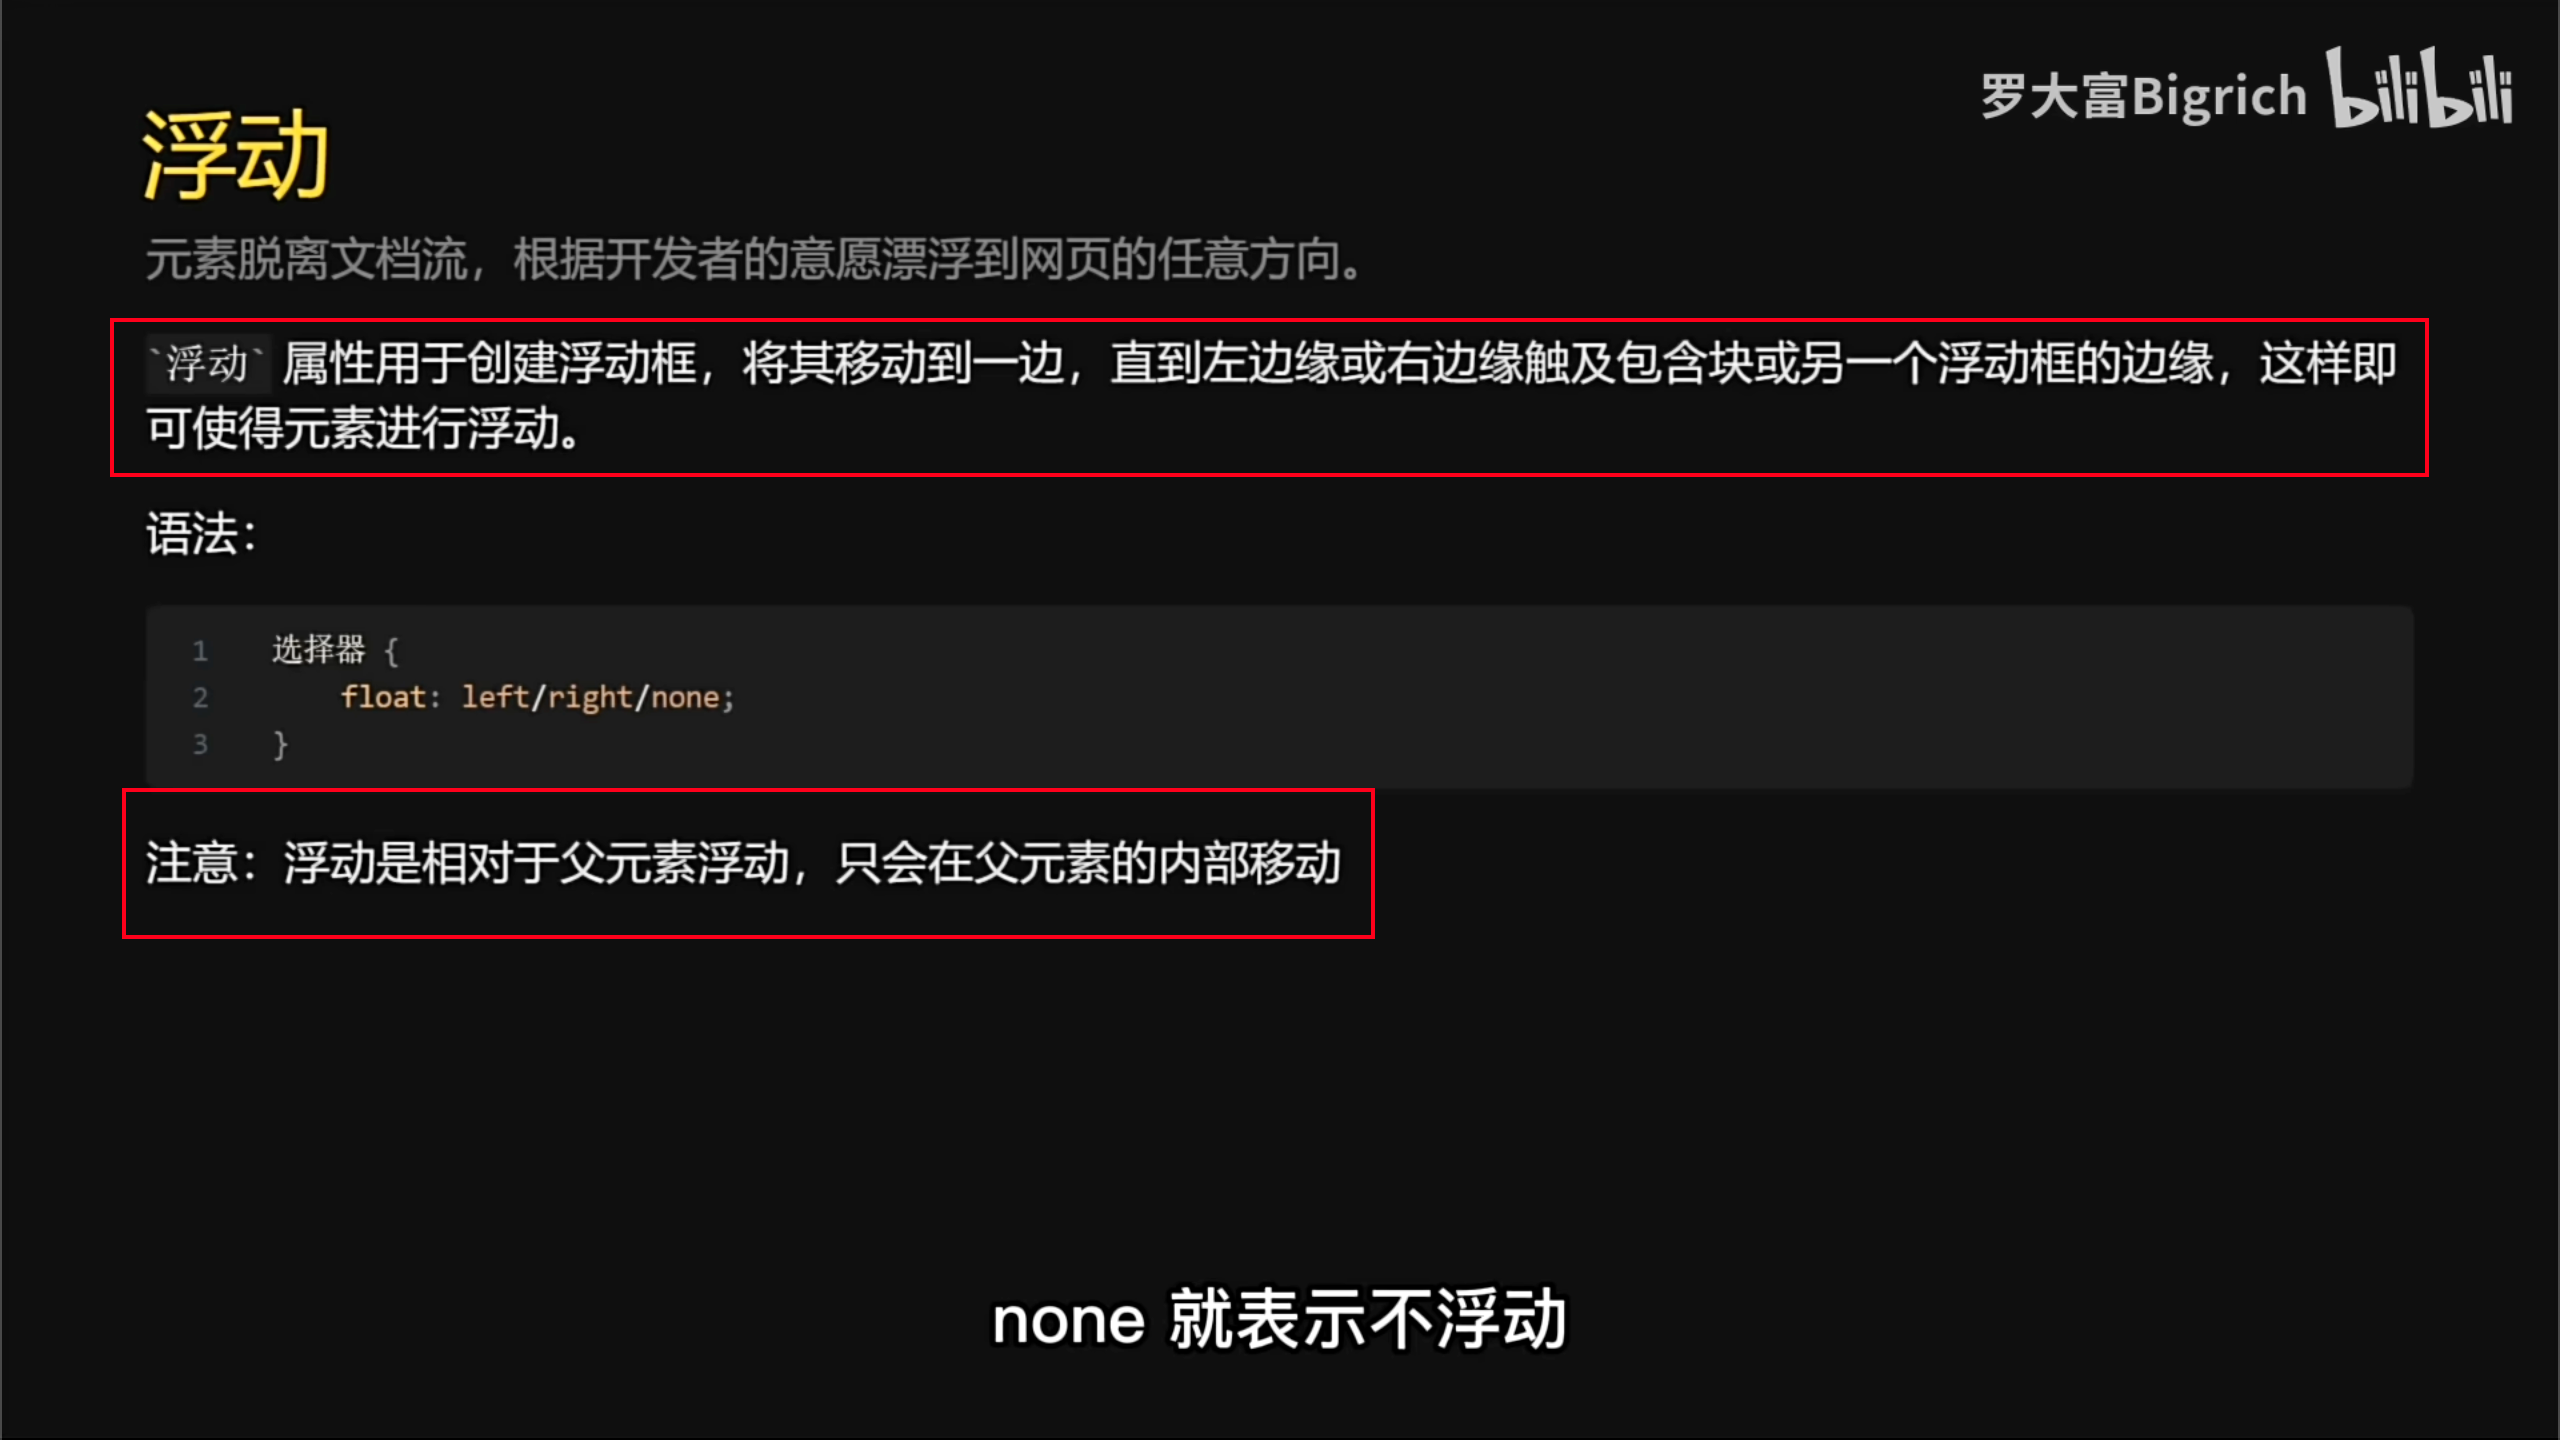 罗大富Bigrich bilibili
浮动
元素脱离文档流，根据开发者的意愿漂浮到网页的任意方向。
`浮动` 属性用于创建浮动框，将其移动到一边，直到左边缘或右边缘触及包含块或另一个浮动框的边缘，这样即
可使得元素进行浮动。
语法：
1 选择器 {
2 float: left/right/none;
3 }
注意：浮动是相对于父元素浮动，只会在父元素的内部移动
none 就表示不浮动